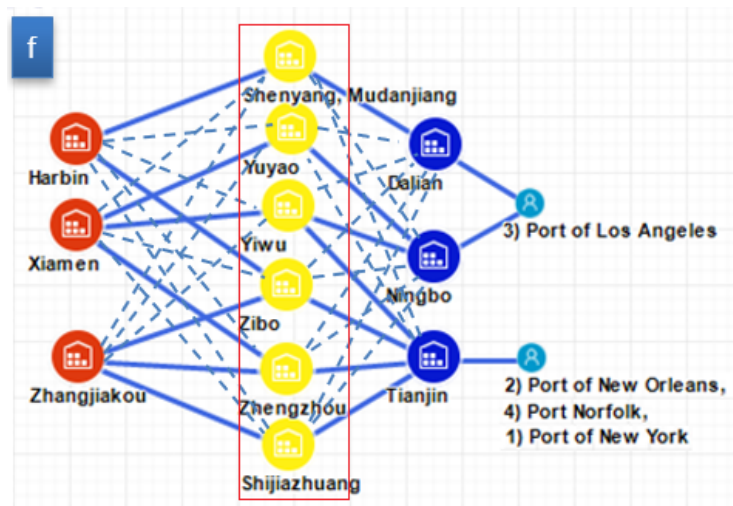 f
Shenyang, Mudanjiang
Harbin
Yuyao
Dalian
Xiamen
Yiwu
3) Port of Los Angeles
Ningbo
Zibo
Zhangjiakou
Zhengzhou
Tianjin
2) Port of New Orleans,
4) Port Norfolk,
1) Port of New York
Shijiazhuang